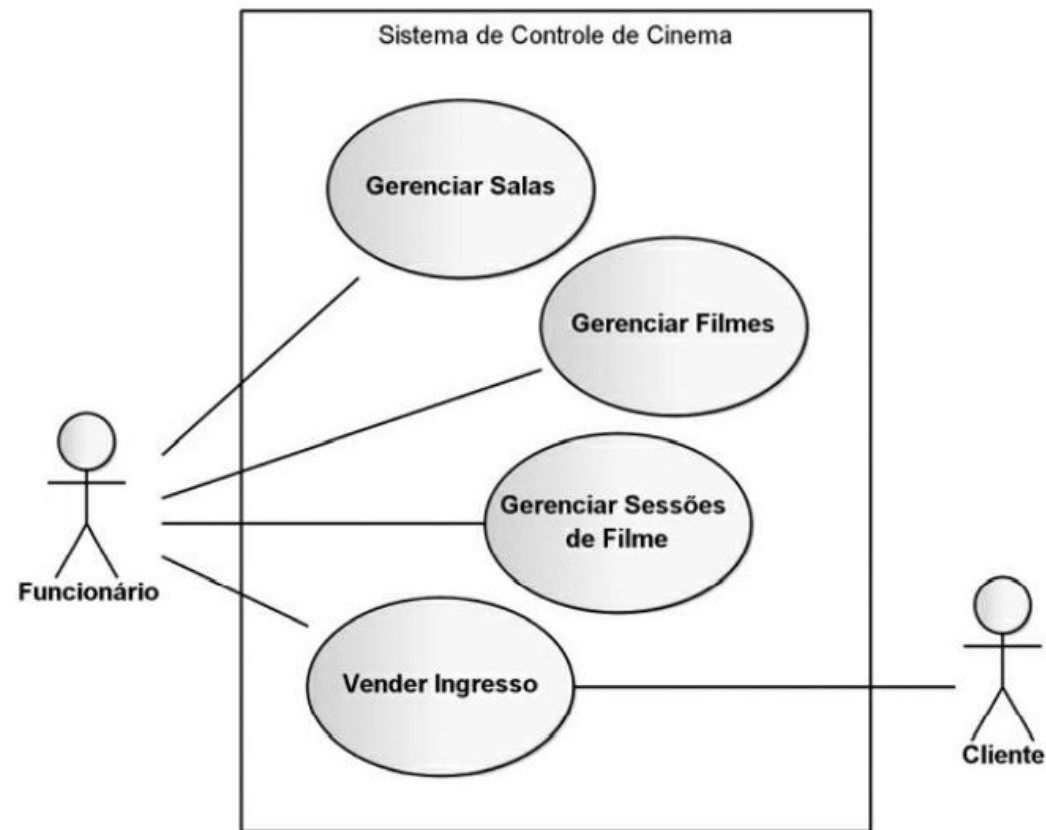 Sistema de Controle de Cinema
Gerenciar Salas
Gerenciar Filmes
Gerenciar Sessões
de Filme
Funcionário
Vender Ingresso
Cliente